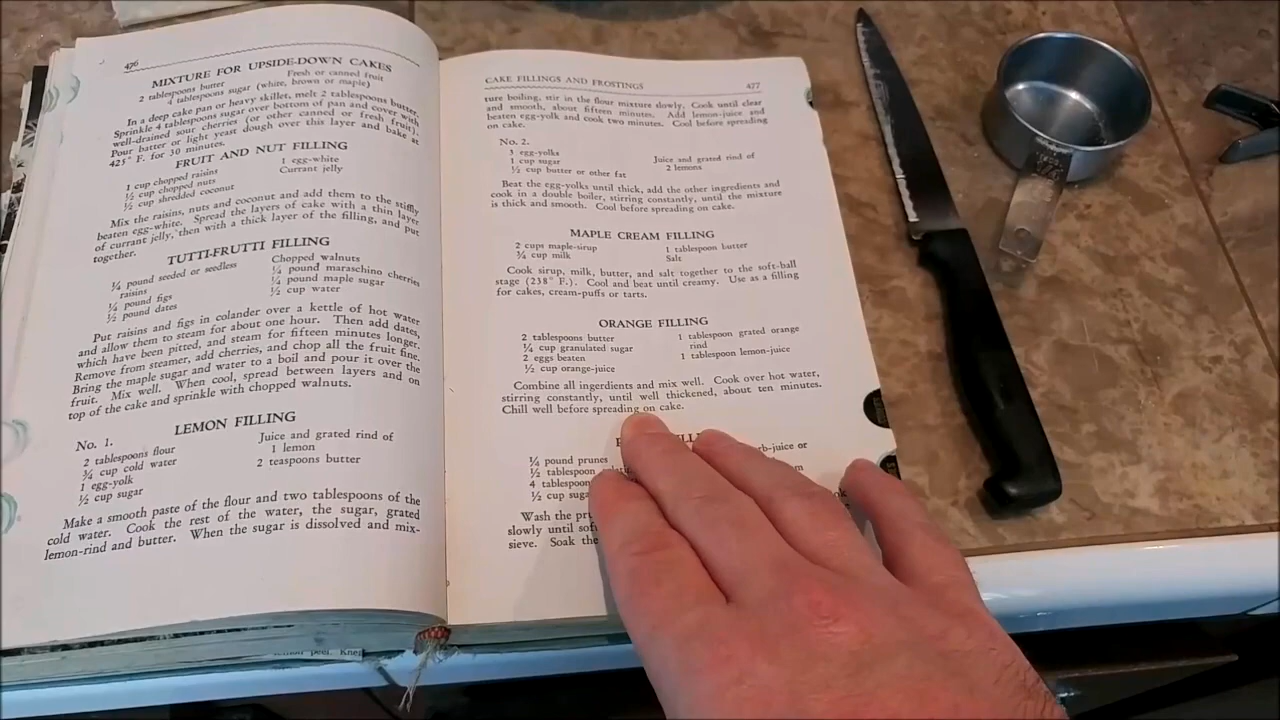 476
MIXTURE FOR UPSIDE-DOWN CAKES
2 tablespoons butter
Fresh or canned fruit
4 tablespoons sugar (white, brown or maple)
In a deep cake pan or heavy skillet, melt 2 tablespoons butter.
Sprinkle 4 tablespoons sugar over bottom of pan and cover with
well-drained sour cherries (or other canned or fresh fruit).
Pour batter or light yeast dough over this layer and bake at
425° F. for 30 minutes.
FRUIT AND NUT FILLING
1 cup chopped raisins
½ cup chopped nuts
½ cup shredded coconut
1 egg-white
Currant jelly
Mix the raisins, nuts and coconut and add them to the stiffly
beaten egg-white. Spread the layers of cake with a thin layer
of currant jelly, then with a thick layer of the filling, and put
together.
TUTTI-FRUTTI FILLING
¼ pound seeded or seedless
raisins
¼ pound figs
½ pound dates
Chopped walnuts
¼ pound maraschino cherries
¼ pound maple sugar
½ cup water
Put raisins and figs in colander over a kettle of hot water
and allow them to steam for about one hour. Then add dates,
which have been pitted, and steam for fifteen minutes longer.
Remove from steamer, add cherries, and chop all the fruit fine.
Bring the maple sugar and water to a boil and pour it over the
fruit. Mix well. When cool, spread between layers and on
top of the cake and sprinkle with chopped walnuts.
LEMON FILLING
No. 1.
2 tablespoons flour
¾ cup cold water
1 egg-yolk
½ cup sugar
Juice and grated rind of
1 lemon
2 teaspoons butter
Make a smooth paste of the flour and two tablespoons of the
cold water. Cook the rest of the water, the sugar, grated
lemon-rind and butter. When the sugar is dissolved and mix-
CAKE FILLINGS AND FROSTINGS 477
ture boiling, stir in the flour mixture slowly. Cook until clear
and smooth, about fifteen minutes. Add lemon-juice and
beaten egg-yolk and cook two minutes. Cool before spreading
on cake.
No. 2.
3 egg-yolks
1 cup sugar
½ cup butter or other fat
Juice and grated rind of
2 lemons
Beat the egg-yolks until thick, add the other ingredients and
cook in a double boiler, stirring constantly, until the mixture
is thick and smooth. Cool before spreading on cake.
MAPLE CREAM FILLING
2 cups maple-sirup
¾ cup milk
1 tablespoon butter
Salt
Cook sirup, milk, butter, and salt together to the soft-ball
stage (238° F.). Cool and beat until creamy. Use as a filling
for cakes, cream-puffs or tarts.
ORANGE FILLING
2 tablespoons butter
¼ cup granulated sugar
2 eggs beaten
½ cup orange-juice
1 tablespoon grated orange
rind
1 tablespoon lemon-juice
Combine all ingerdients and mix well. Cook over hot water,
stirring constantly, until well thickened, about ten minutes.
Chill well before spreading on cake.
¼ pound prunes
½ tablespoon
4 tablespoon
½ cup suga
rb-juice or
Wash the pr
slowly until sof
sieve. Soak the